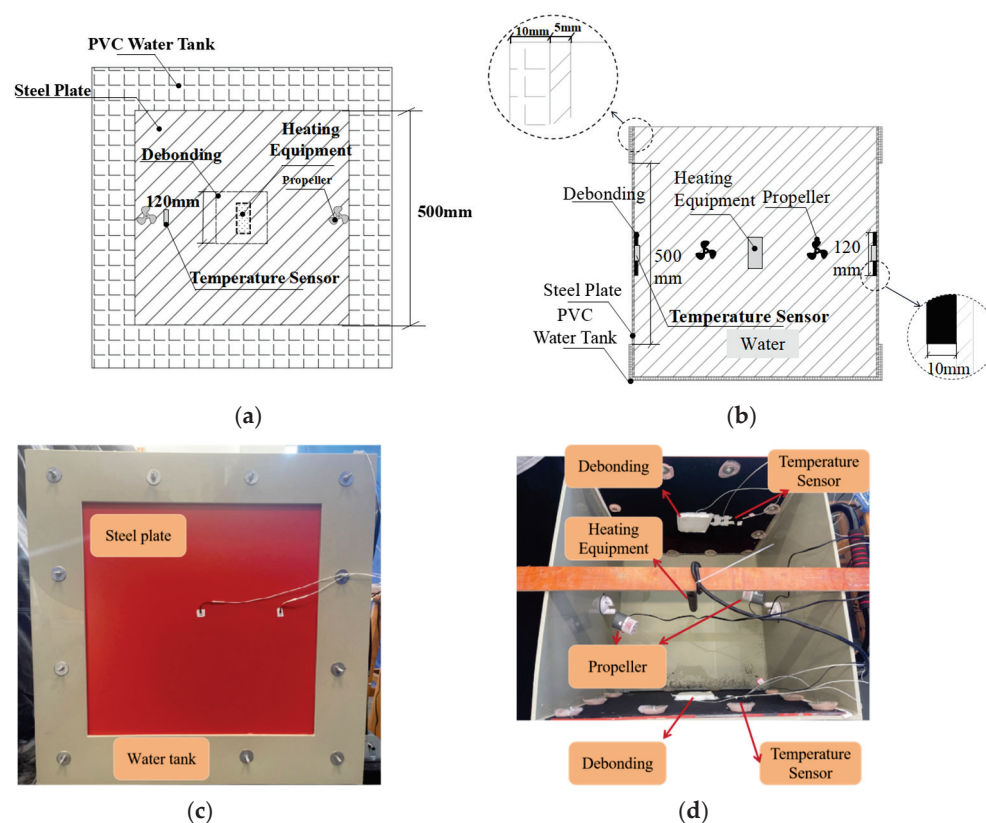 PVC Water Tank
Steel Plate
Debonding
Heating
Equipment
Propeller
120mm
500mm
Temperature Sensor
(a)
10mm
5mm
Debonding
Heating
Equipment
Propeller
500
mm
120
mm
Steel Plate
PVC
Water Tank
Temperature Sensor
Water
10mm
(b)
Steel plate
Water tank
(c)
Debonding
Temperature
Sensor
Heating
Equipment
Propeller
Debonding
Temperature
Sensor
(d)